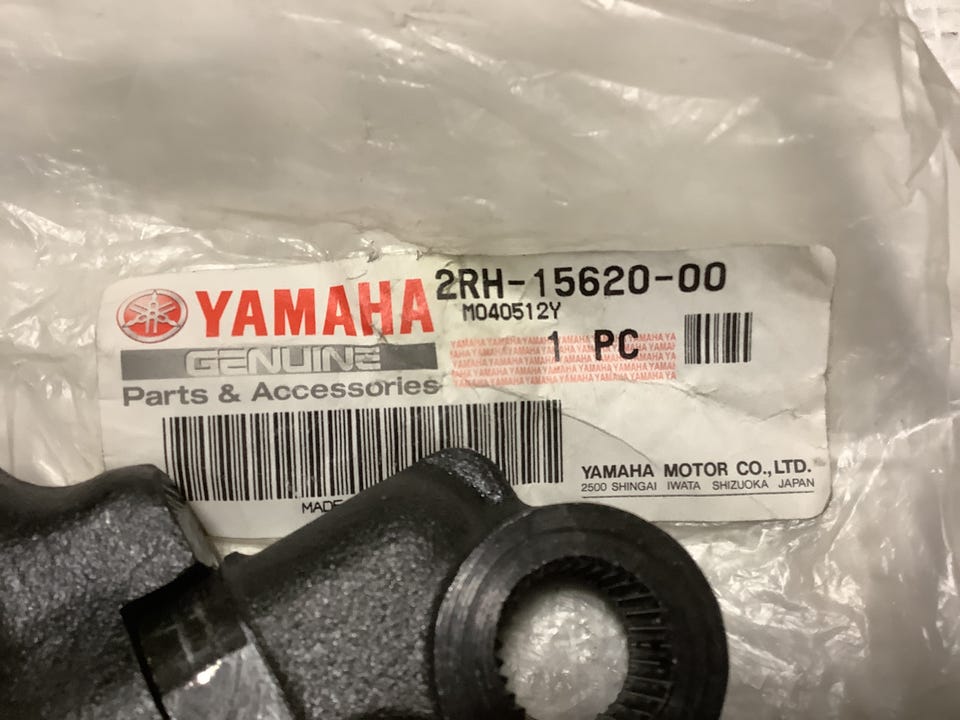 YAMAHA 2RH-15620-00
M040512Y
GENUINE
1 PC
Parts & Accessories
MADE
YAMAHA MOTOR CO.,LTD.
2500 SHINGAI IWATA SHIZUOKA JAPAN